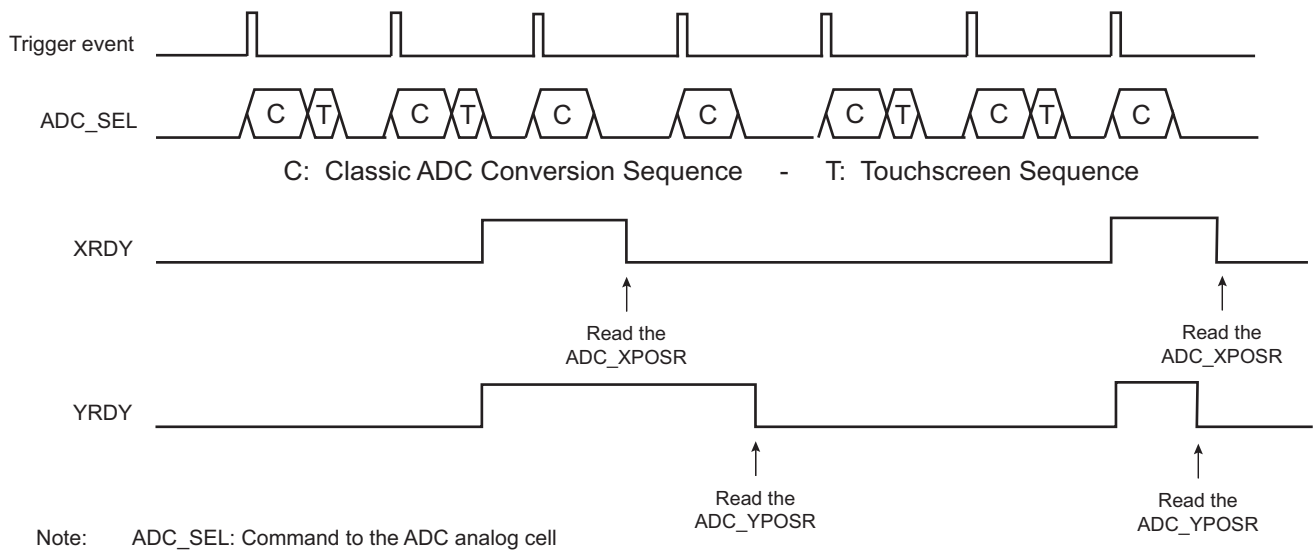 Trigger event
ADC_SEL
C T C T C C C T C T C
C: Classic ADC Conversion Sequence - T: Touchscreen Sequence
XRDY
Read the
ADC_XPOSR
Read the
ADC_XPOSR
YRDY
Read the
ADC_YPOSR
Read the
ADC_YPOSR
Note: ADC_SEL: Command to the ADC analog cell